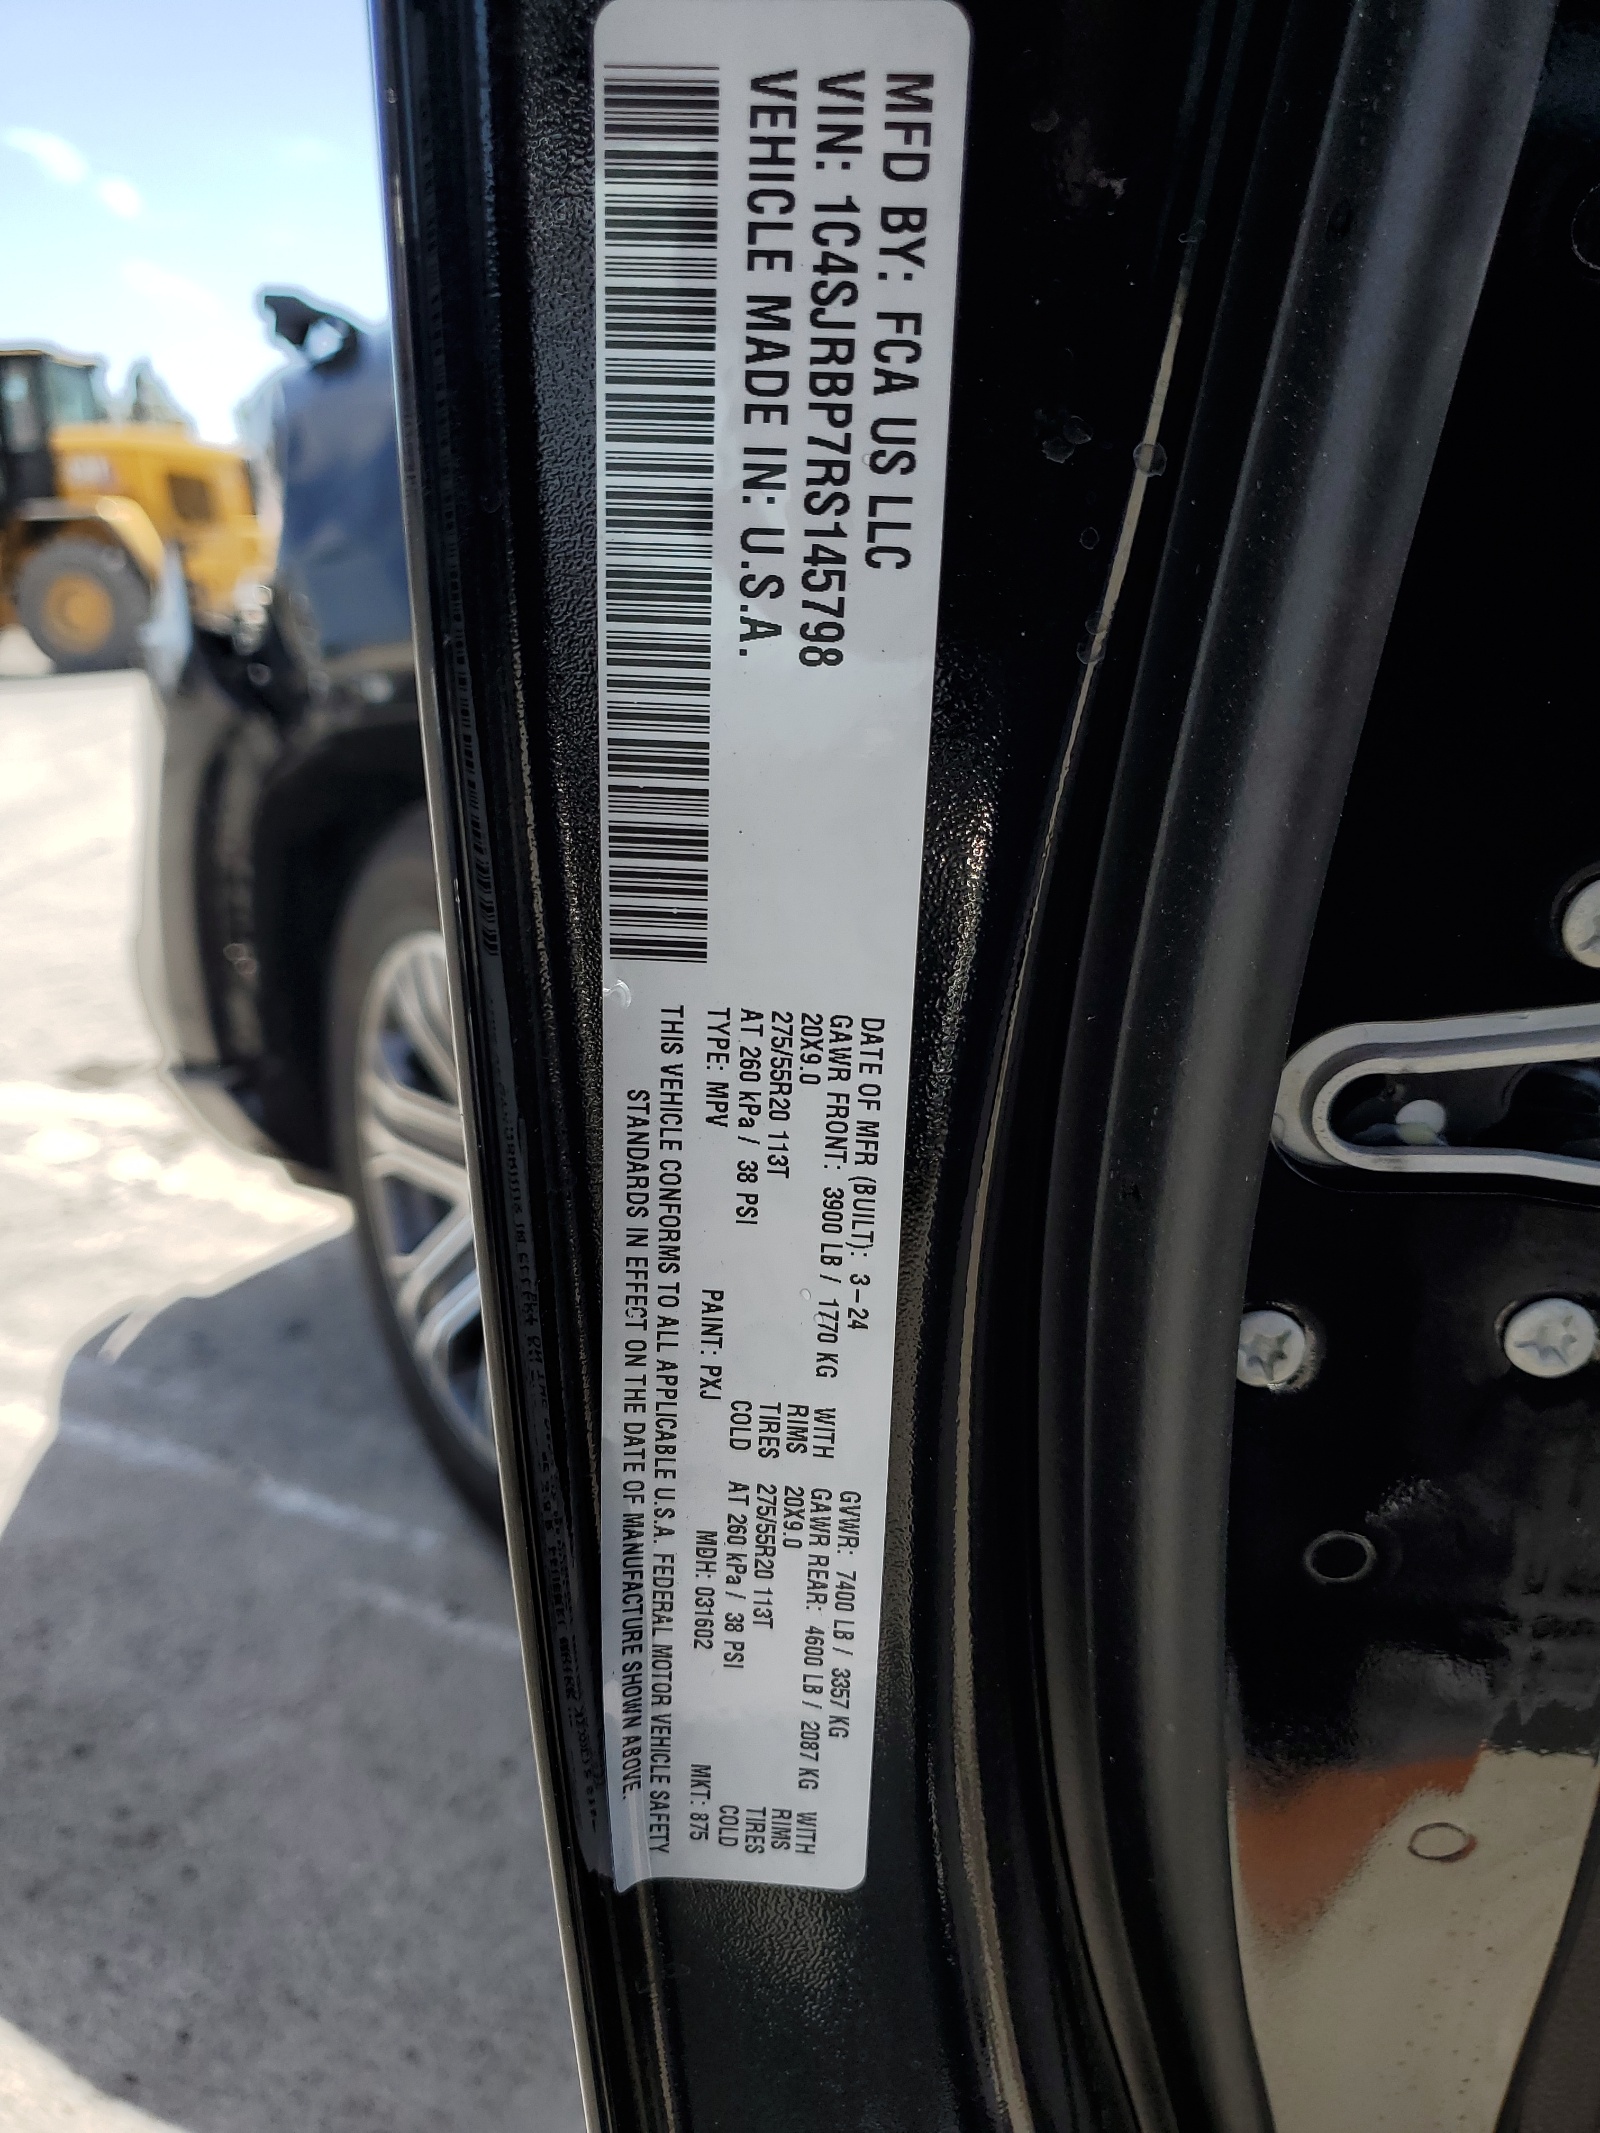 MFD BY: FCA US LLC
VIN: 1C4SJRBP7RS145798
VEHICLE MADE IN: U.S.A.
DATE OF MFR (BUILT): 3-24 GVWR: 7400 LB / 3357 KG
GAWR FRONT: 3900 LB / 1770 KG WITH GAWR REAR: 4600 LB / 2087 KG WITH
20X9.0 RIMS 20X9.0 RIMS
275/55R20 113T TIRES 275/55R20 113T TIRES
AT 260 kPa / 38 PSI COLD AT 260 kPa / 38 PSI COLD
TYPE: MPV PAINT: PXJ MDH: 031602 MKT: 875
THIS VEHICLE CONFORMS TO ALL APPLICABLE U.S.A. FEDERAL MOTOR VEHICLE SAFETY
STANDARDS IN EFFECT ON THE DATE OF MANUFACTURE SHOWN ABOVE.